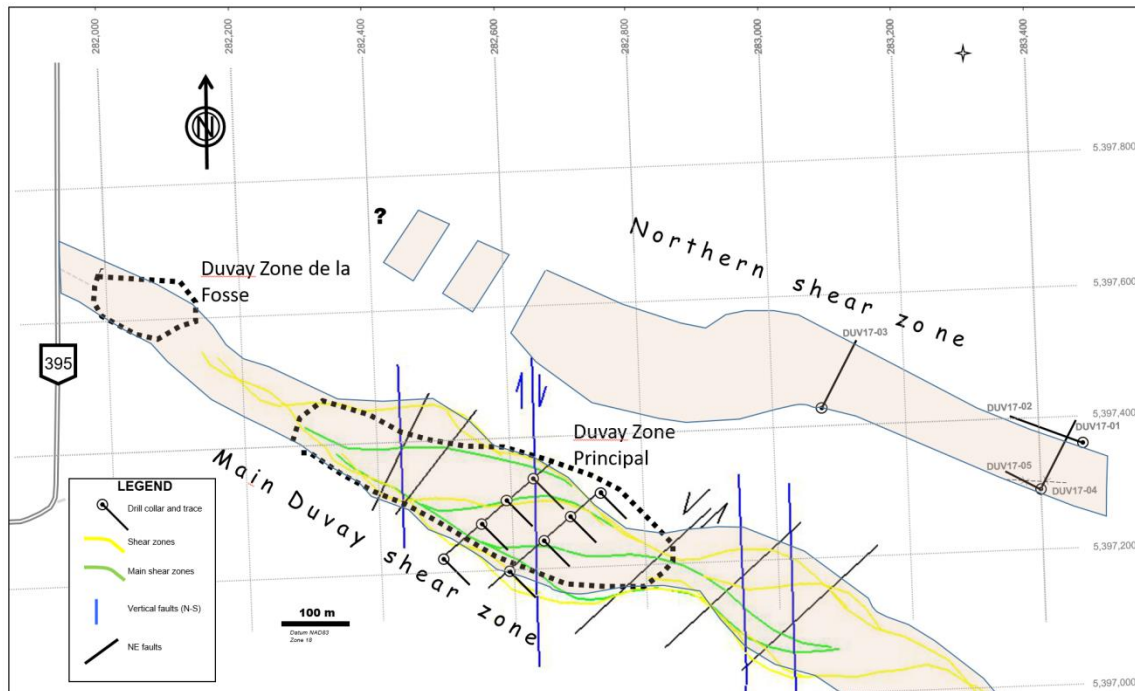 282,000
282,200
282,400
282,600
282,800
283,000
283,200
283,400
N
5,397,800
?
Northern shear zone
Duvay Zone de la
Fosse
5,397,600
DUV17-03
395
DUV17-02
5,397,400
DUV17-01
Duvay Zone
Principal
DUV17-05
DUV17-04
Main Duvay shear zone
LEGEND
Drill collar and trace
Shear zones
Main shear zones
Vertical faults (N-S)
NE faults
5,397,200
100 m
Datum NAD83
Zone 18
5,397,000